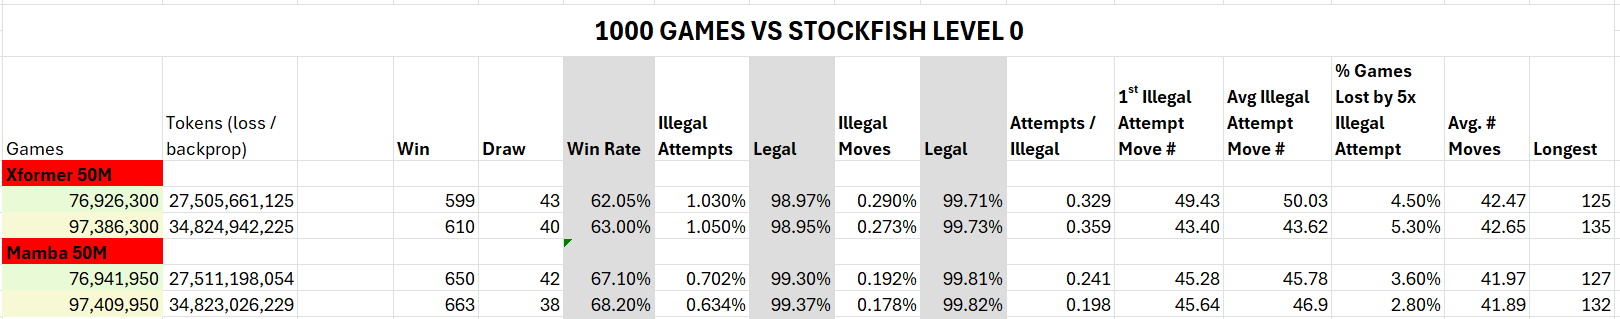 1000 GAMES VS STOCKFISH LEVEL 0
Games Tokens (loss / backprop) Win Draw Win Rate Illegal Attempts Legal Illegal Moves Legal Attempts / Illegal 1st Illegal Attempt Move # Avg Illegal Attempt Move # % Games Lost by 5x Illegal Attempt Avg. # Moves Longest
Xformer 50M
76,926,300 27,505,661,125 599 43 62.05% 1.030% 98.97% 0.290% 99.71% 0.329 49.43 50.03 4.50% 42.47 125
97,386,300 34,824,942,225 610 40 63.00% 1.050% 98.95% 0.273% 99.73% 0.359 43.40 43.62 5.30% 42.65 135
Mamba 50M
76,941,950 27,511,198,054 650 42 67.10% 0.702% 99.30% 0.192% 99.81% 0.241 45.28 45.78 3.60% 41.97 127
97,409,950 34,823,026,229 663 38 68.20% 0.634% 99.37% 0.178% 99.82% 0.198 45.64 46.9 2.80% 41.89 132